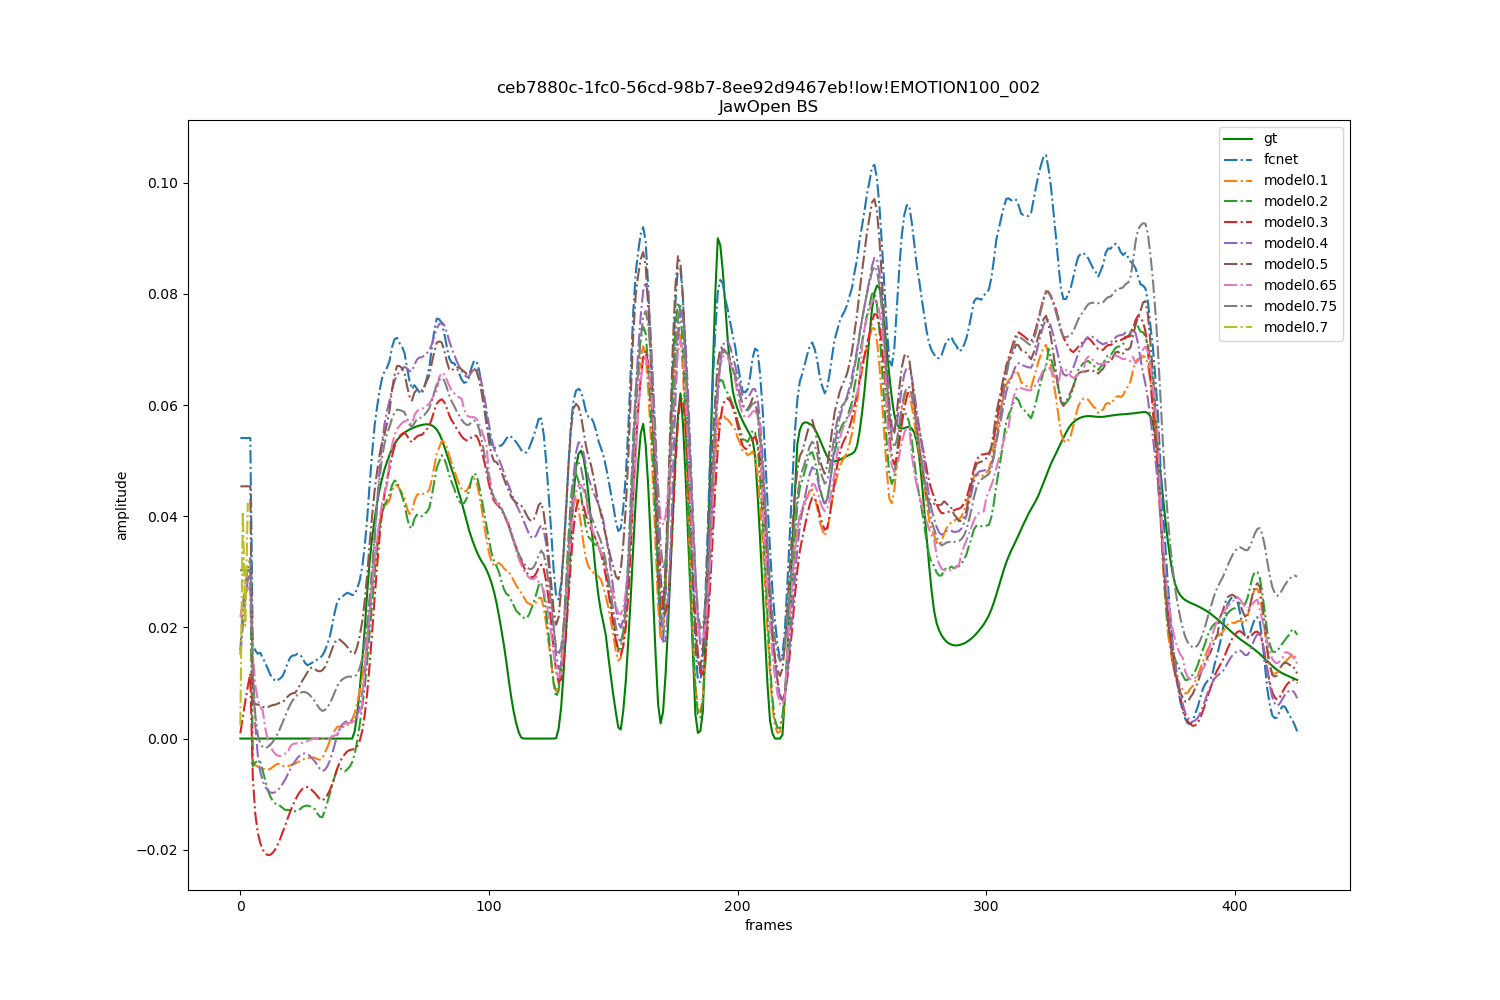 ceb7880c-1fc0-56cd-98b7-8ee92d9467eb!low!EMOTION100_002
JawOpen BS
gt
fcnet
model0.1
model0.2
model0.3
model0.4
model0.5
model0.65
model0.75
model0.7
0.10
0.08
0.06
0.04
0.02
0.00
−0.02
amplitude
0
100
200
300
400
frames